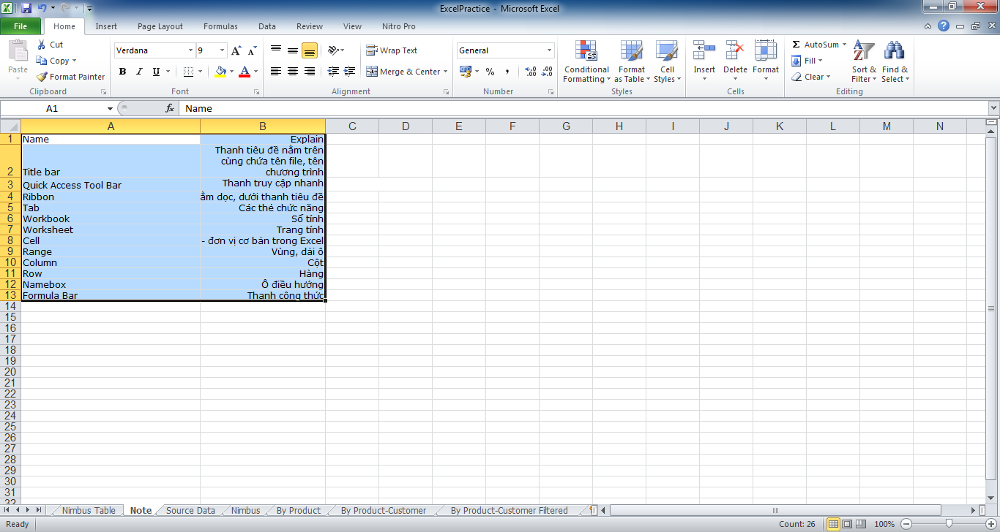 ExcelPractice - Microsoft Excel
File Home Insert Page Layout Formulas Data Review View Nitro Pro
Paste
Cut
Copy
Format Painter
Clipboard
Verdana 9
B I U
Font
Wrap Text
Merge & Center
Alignment
General
%
Number
Conditional Formatting
Format as Table
Cell Styles
Styles
Insert Delete Format
Cells
AutoSum
Fill
Clear
Sort & Filter
Find & Select
Editing
A1 fx Name
A B C D E F G H I J K L M N
1 Name Explain
Thanh tiêu đề nằm trên
cùng chứa tên file, tên
2 Title bar chương trình
3 Quick Access Tool Bar Thanh truy cập nhanh
4 Ribbon ằm dọc, dưới thanh tiêu đề
5 Tab Các thẻ chức năng
6 Workbook Sổ tính
7 Worksheet Trang tính
8 Cell - đơn vị cơ bản trong Excel
9 Range Vùng, dải ô
10 Column Cột
11 Row Hàng
12 Namebox Ô điều hướng
13 Formula Bar Thanh công thức
14
15
16
17
18
19
20
21
22
23
24
25
26
27
28
29
30
31
32
Nimbus Table Note Source Data Nimbus By Product By Product-Customer By Product-Customer Filtered
Ready Count: 26 100%